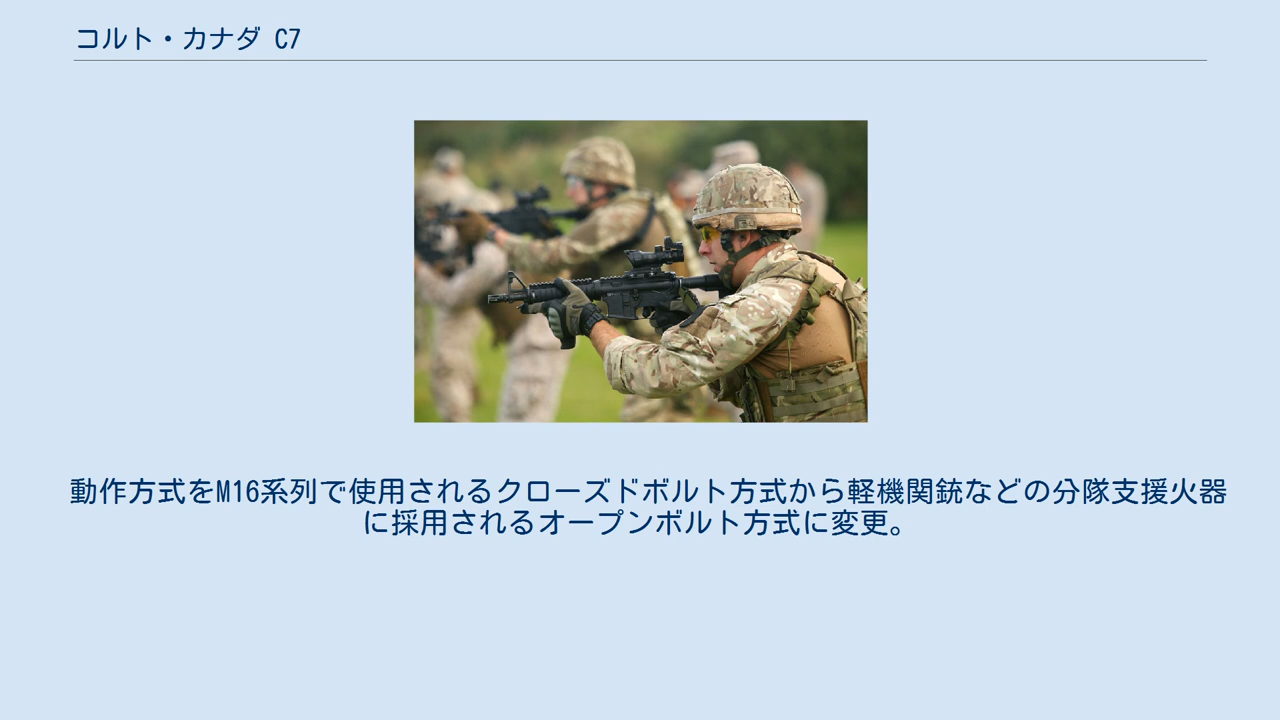 コルト・カナダ C7
動作方式をM16系列で使用されるクローズドボルト方式から軽機関銃などの分隊支援火器
に採用されるオープンボルト方式に変更。